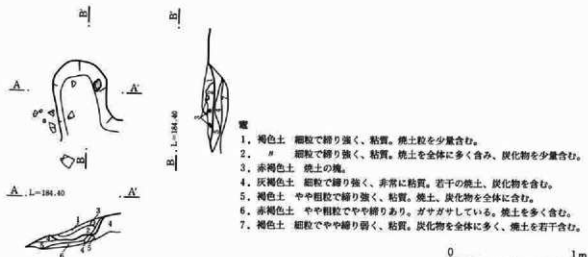 B'
B'
A
A'
B
B L=184.40
A L=184.40
A'
1
3
4
4
5
6
竈
1．褐色土 細粒で締り強く、粘質。焼土粒を少量含む。
2．〃 細粒で締り強く、粘質。焼土を全体に多く含み、炭化物を少量含む。
3．赤褐色土 焼土の塊。
4．灰褐色土 細粒で締り強く、非常に粘質。若干の焼土、炭化物を含む。
5．褐色土 やや粗粒で締り強く、粘質。焼土、炭化物を全体に含む。
6．赤褐色土 やや粗粒でやや締りあり。ガサガサしている。焼土を多く含む。
7．褐色土 細粒でやや締り弱く、粘質。炭化物を全体に多く、焼土を若干含む。
0 1m